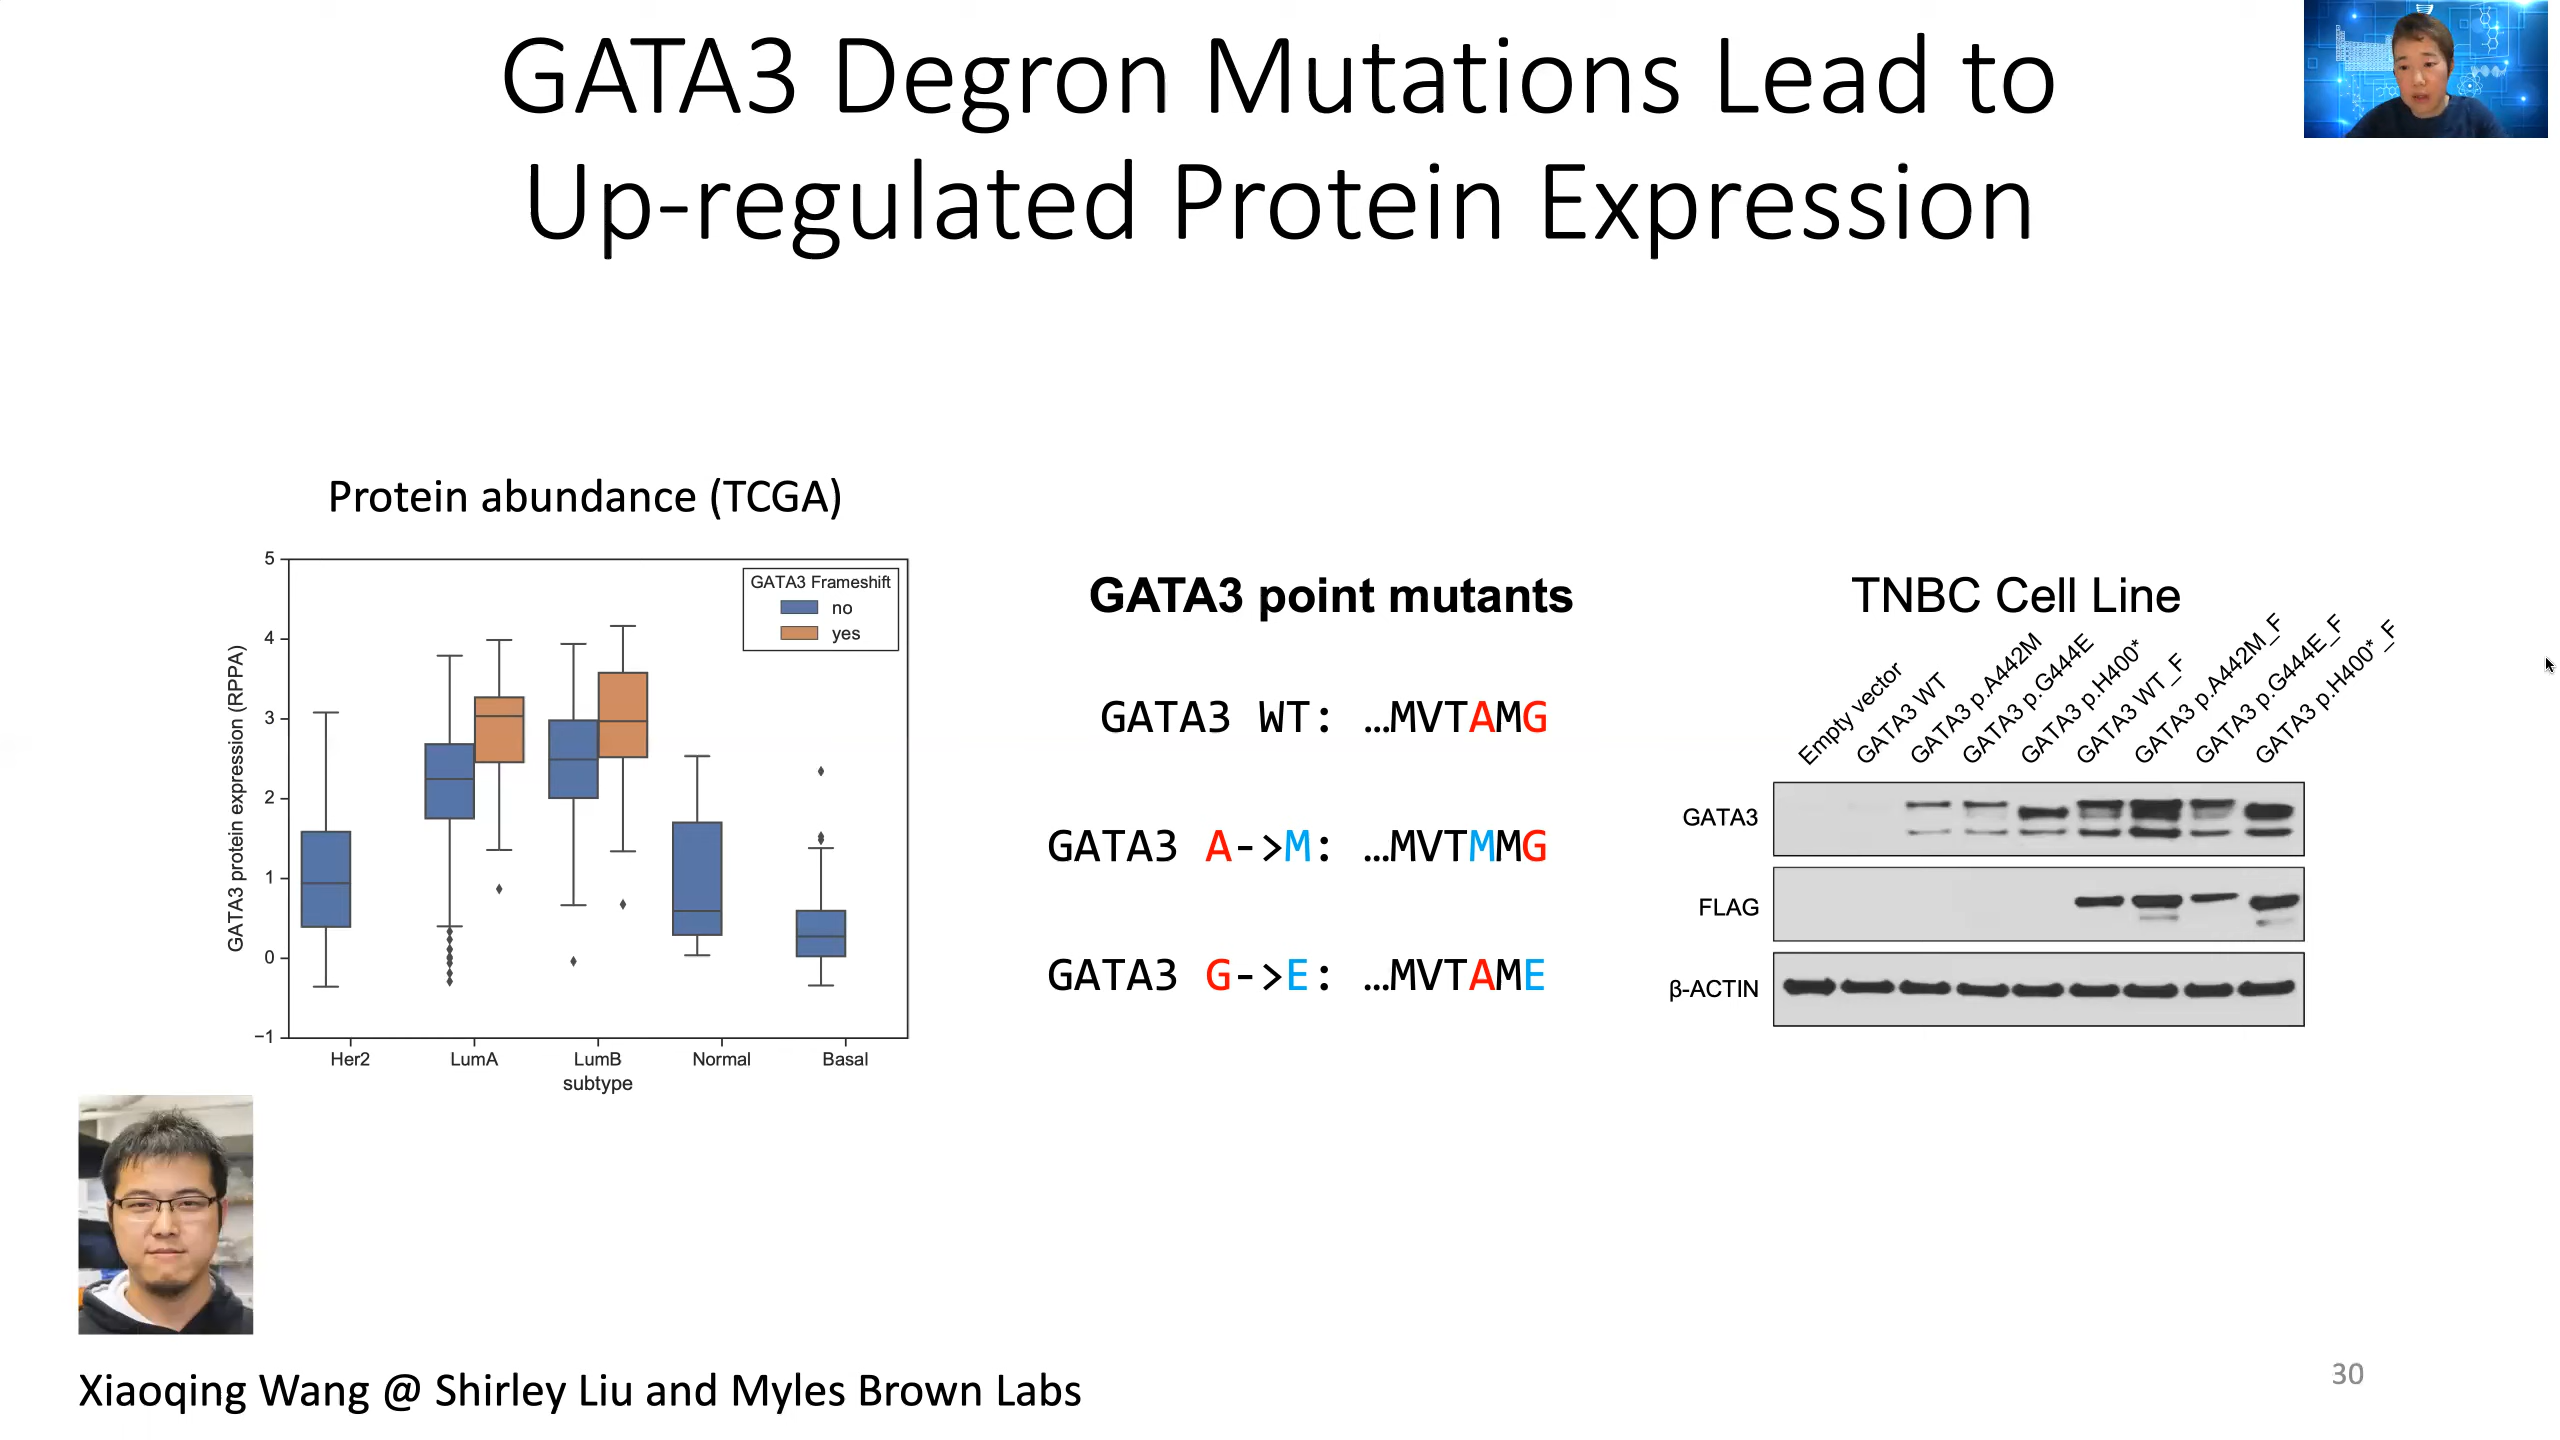 GATA3 Degron Mutations Lead to
Up-regulated Protein Expression
Protein abundance (TCGA)
GATA3 protein expression (RPPA)
5
4
3
2
1
0
−1
GATA3 Frameshift
no
yes
Her2 LumA LumB Normal Basal
subtype
GATA3 point mutants
GATA3 WT: …MVTAMG
GATA3 A->M: …MVTMMG
GATA3 G->E: …MVTAME
TNBC Cell Line
Empty vector
GATA3 WT
GATA3 p.A442M
GATA3 p.G444E
GATA3 p.H400*
GATA3 WT_F
GATA3 p.A442M_F
GATA3 p.G444E_F
GATA3 p.H400*_F
GATA3
FLAG
β-ACTIN
Xiaoqing Wang @ Shirley Liu and Myles Brown Labs
30